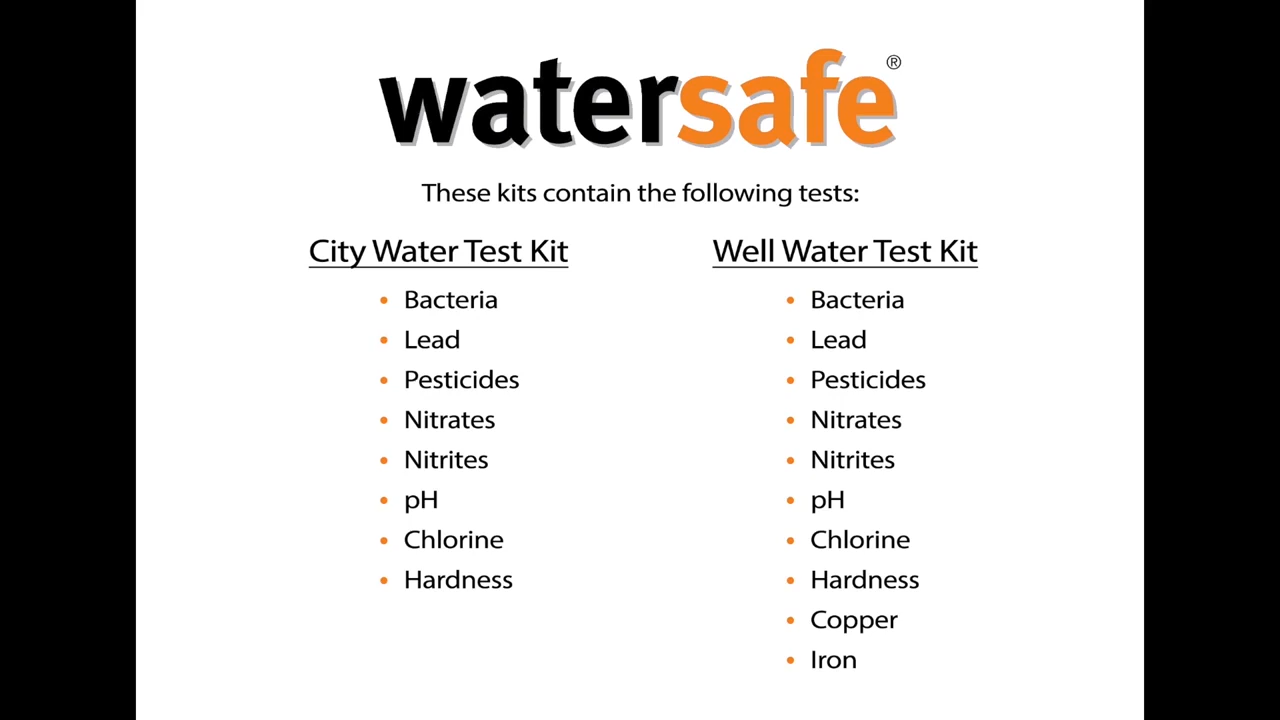 watersafe®
These kits contain the following tests:
City Water Test Kit
• Bacteria
• Lead
• Pesticides
• Nitrates
• Nitrites
• pH
• Chlorine
• Hardness
Well Water Test Kit
• Bacteria
• Lead
• Pesticides
• Nitrates
• Nitrites
• pH
• Chlorine
• Hardness
• Copper
• Iron